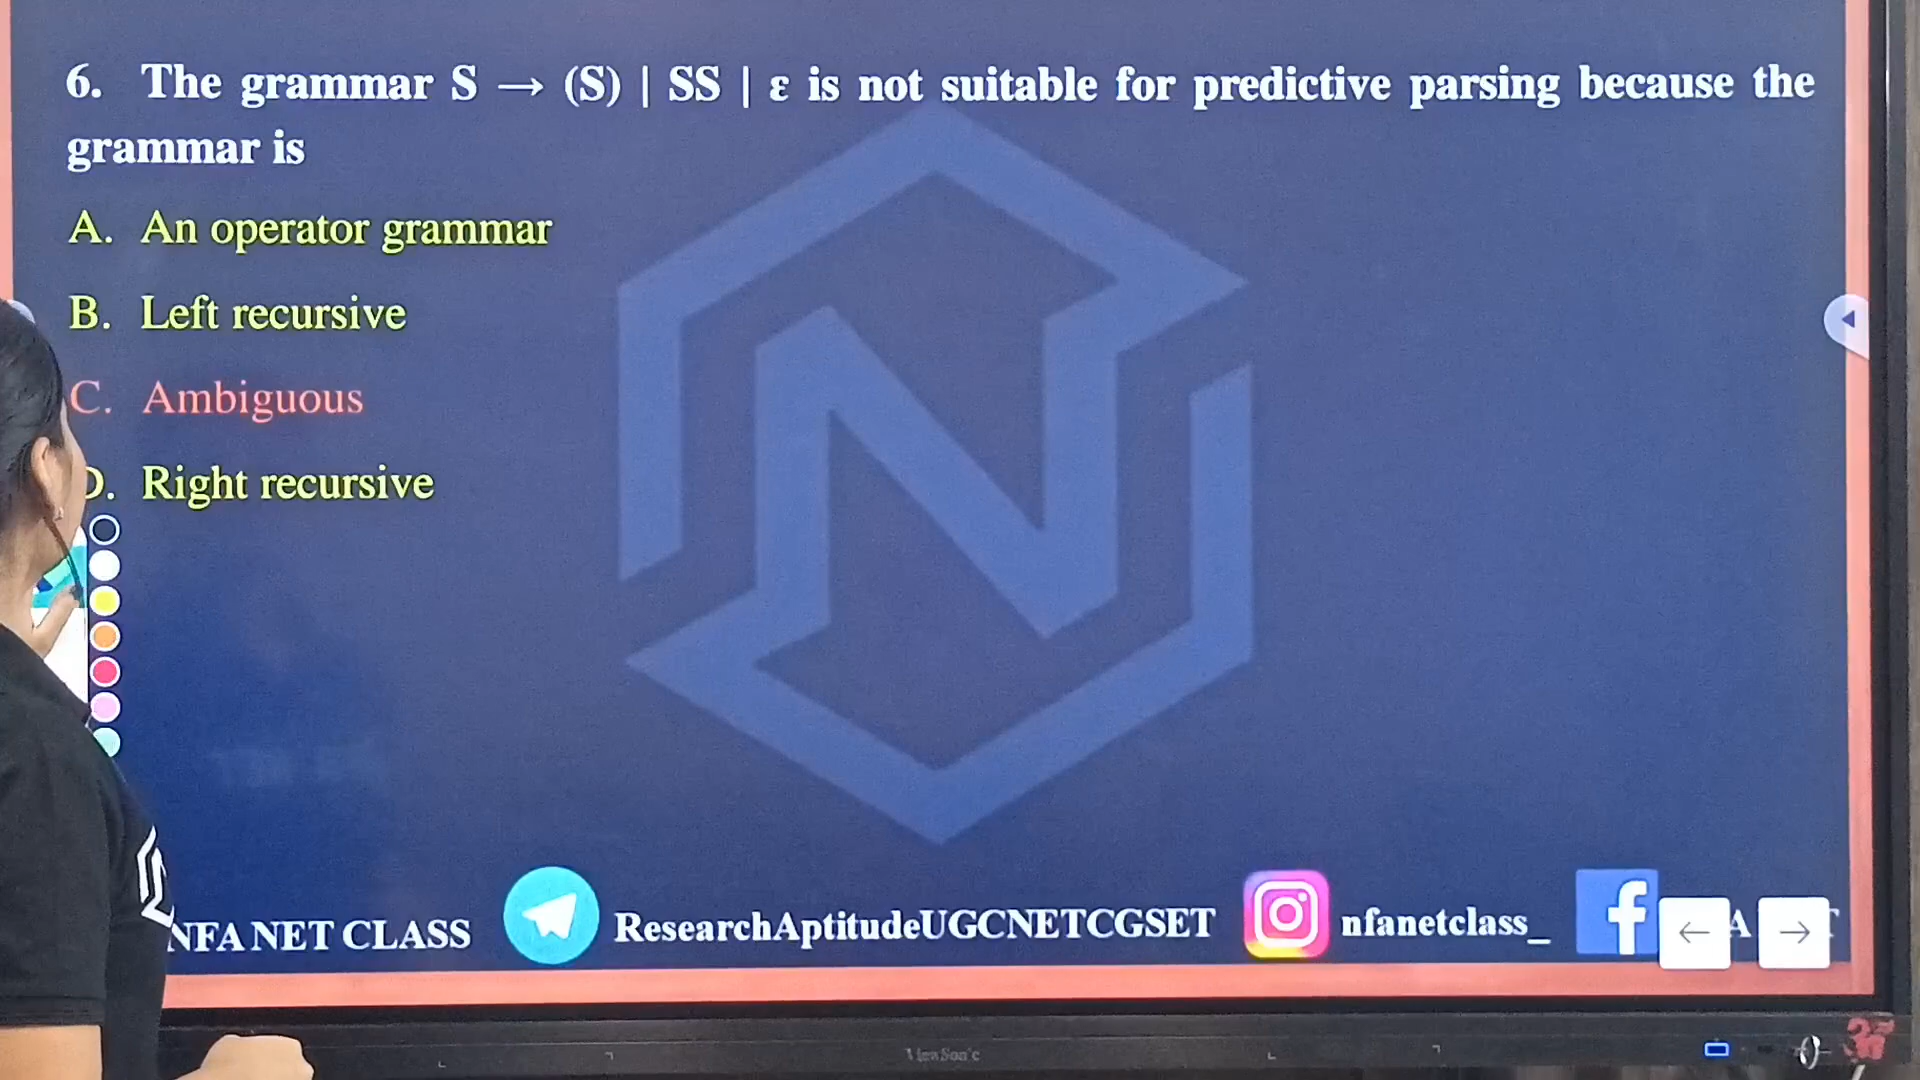 6. The grammar S → (S) | SS | ε is not suitable for predictive parsing because the
grammar is
A. An operator grammar
B. Left recursive
C. Ambiguous
D. Right recursive
NFA NET CLASS
ResearchAptitudeUGCNETCGSET
nfanetclass_
ViewSonic